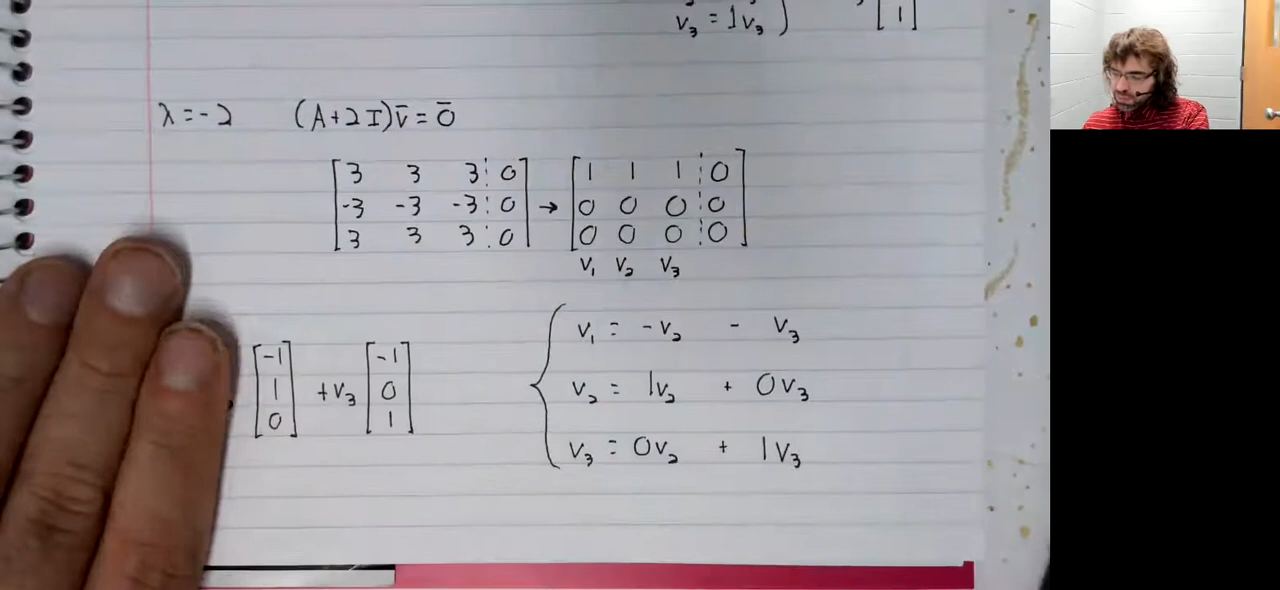 v₃ = 1v₃ ) , [ 1 ]
λ = -2 (A+2I)v̄ = 0̄
[ 3 3 3 ⋮ 0 ] [ 1 1 1 ⋮ 0 ]
[ -3 -3 -3 ⋮ 0 ] → [ 0 0 0 ⋮ 0 ]
[ 3 3 3 ⋮ 0 ] [ 0 0 0 ⋮ 0 ]
v₁ v₂ v₃
v₁ = -v₂ - v₃
[ -1 ] [ -1 ]
[ 1 ] + v₃ [ 0 ] { v₂ = 1v₂ + 0v₃
[ 0 ] [ 1 ]
v₃ = 0v₂ + 1v₃